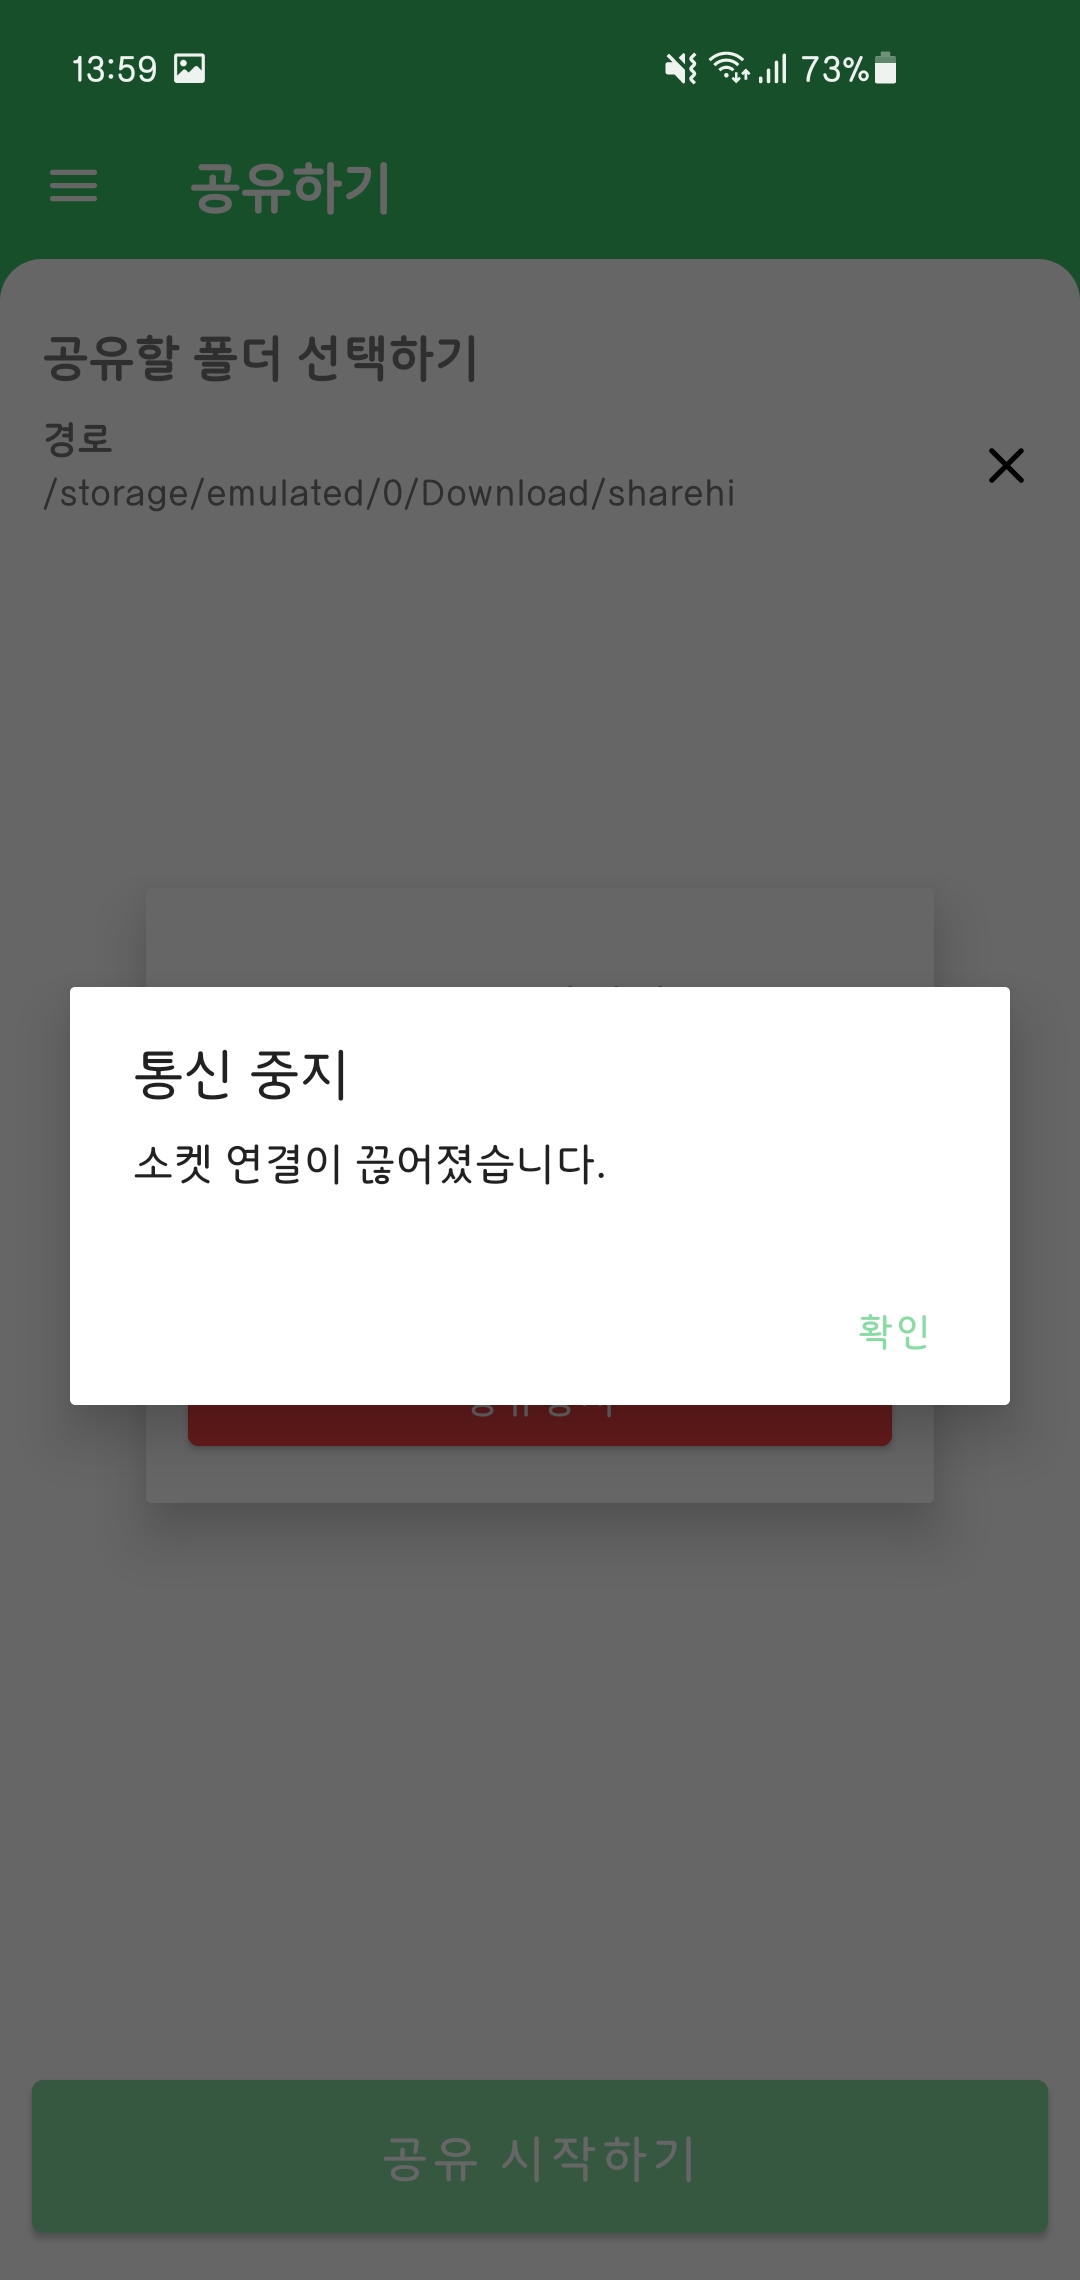 13:59 73%
공유하기
공유할 폴더 선택하기
경로
/storage/emulated/0/Download/sharehi
통신 중지
소켓 연결이 끊어졌습니다.
확인
공유 시작하기